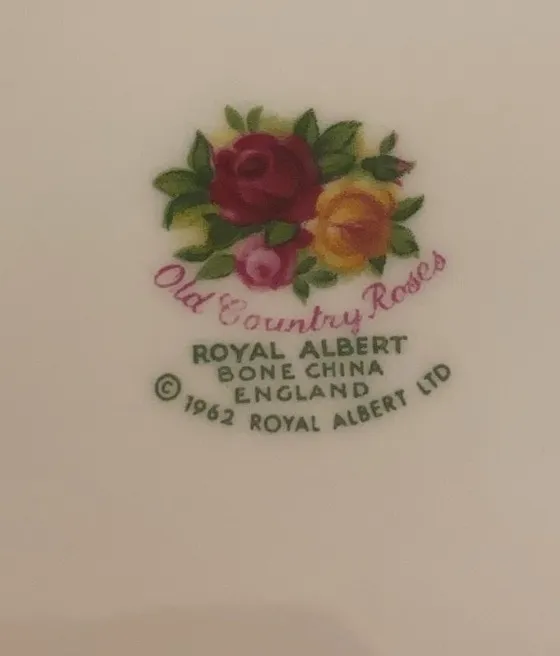 Old Country Roses
ROYAL ALBERT
BONE CHINA
ENGLAND
© 1962 ROYAL ALBERT LTD